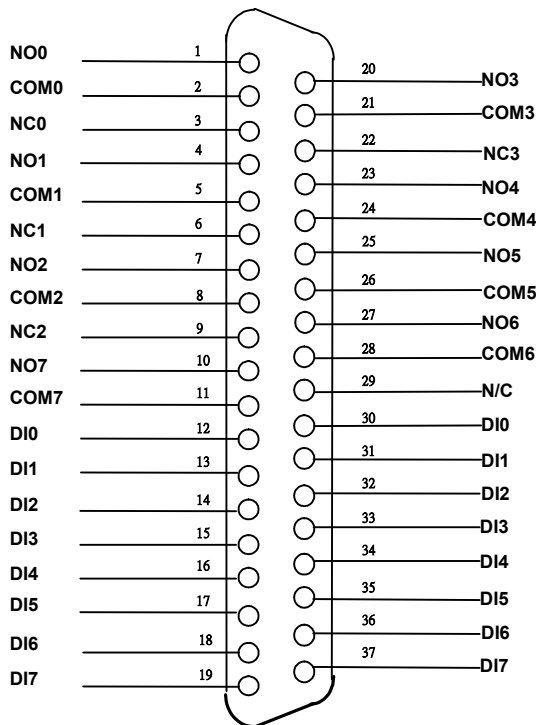 NO0 1
COM0 2
NC0 3
NO1 4
COM1 5
NC1 6
NO2 7
COM2 8
NC2 9
NO7 10
COM7 11
DI0 12
DI1 13
DI2 14
DI3 15
DI4 16
DI5 17
DI6 18
DI7 19
20 NO3
21 COM3
22 NC3
23 NO4
24 COM4
25 NO5
26 COM5
27 NO6
28 COM6
29 N/C
30 DI0
31 DI1
32 DI2
33 DI3
34 DI4
35 DI5
36 DI6
37 DI7